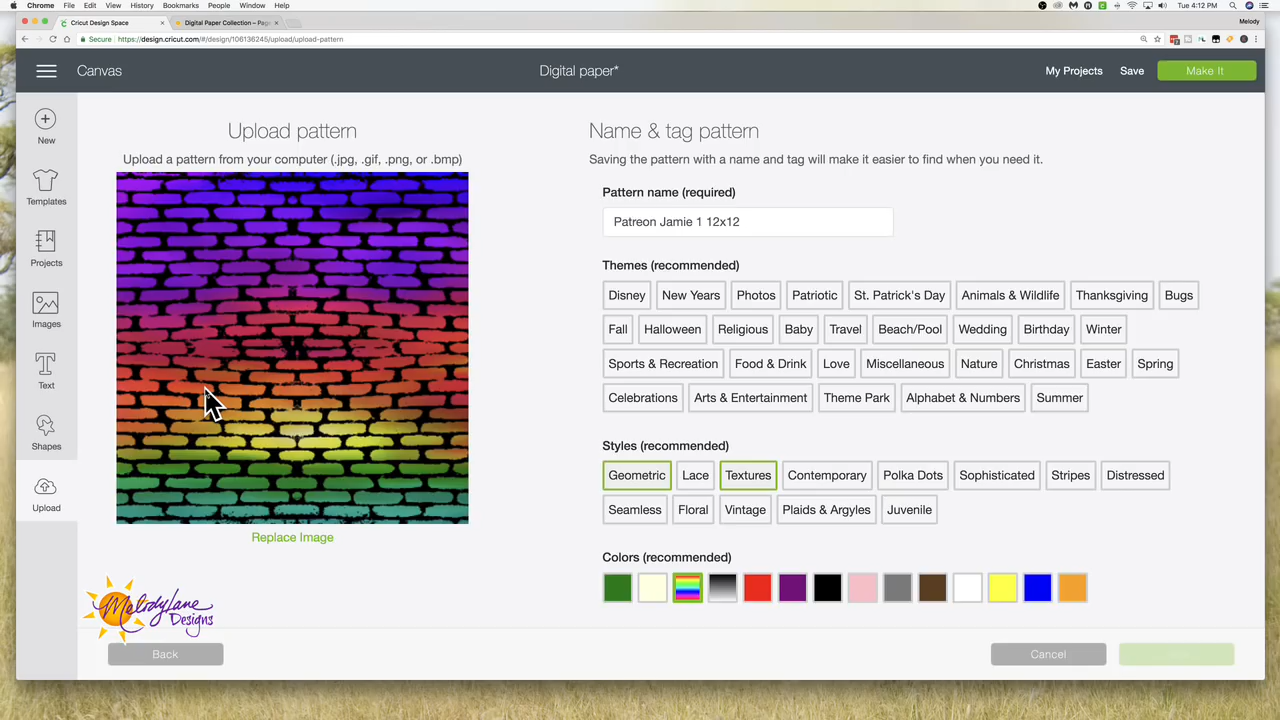 Chrome File Edit View History Bookmarks People Window Help
Tue 4:12 PM
Cricut Design Space
Digital Paper Collection – Page
Melody
Secure https://design.cricut.com/#/design/106136245/upload/upload-pattern
Canvas
Digital paper*
My Projects
Save
Make It
New
Templates
Projects
Images
Text
Shapes
Upload
Upload pattern
Upload a pattern from your computer (.jpg, .gif, .png, or .bmp)
Replace Image
Name & tag pattern
Saving the pattern with a name and tag will make it easier to find when you need it.
Pattern name (required)
Patreon Jamie 1 12x12
Themes (recommended)
Disney New Years Photos Patriotic St. Patrick's Day Animals & Wildlife Thanksgiving Bugs
Fall Halloween Religious Baby Travel Beach/Pool Wedding Birthday Winter
Sports & Recreation Food & Drink Love Miscellaneous Nature Christmas Easter Spring
Celebrations Arts & Entertainment Theme Park Alphabet & Numbers Summer
Styles (recommended)
Geometric Lace Textures Contemporary Polka Dots Sophisticated Stripes Distressed
Seamless Floral Vintage Plaids & Argyles Juvenile
Colors (recommended)
MelodyLane
Designs
Back
Cancel